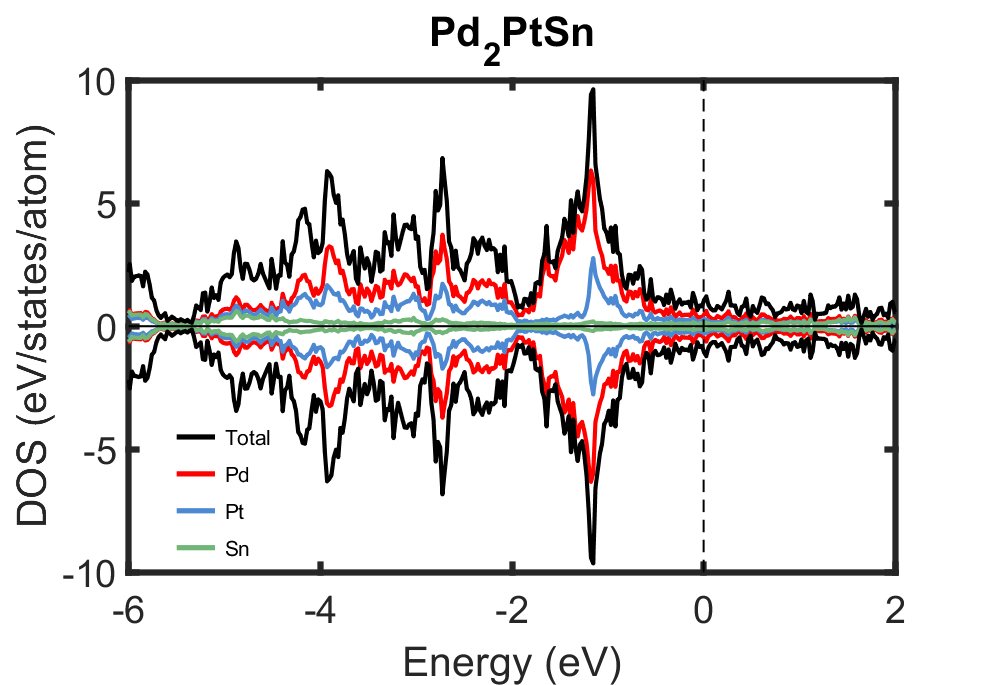 Pd2PtSn
DOS (eV/states/atom)
10
5
0
-5
-10
Total
Pd
Pt
Sn
-6 -4 -2 0 2
Energy (eV)